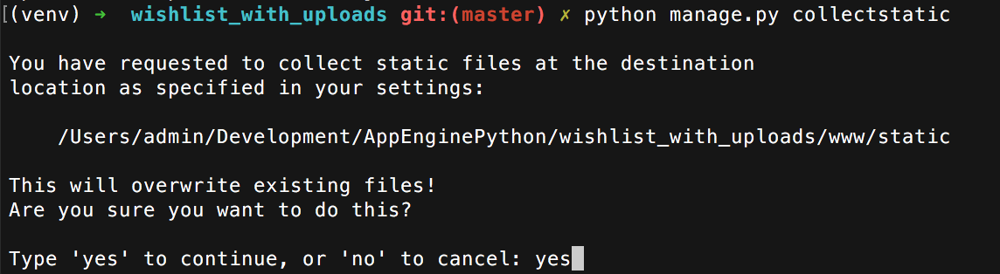 [(venv) ➜  wishlist_with_uploads git:(master) ✗ python manage.py collectstatic
You have requested to collect static files at the destination
location as specified in your settings:
/Users/admin/Development/AppEnginePython/wishlist_with_uploads/www/static
This will overwrite existing files!
Are you sure you want to do this?
Type 'yes' to continue, or 'no' to cancel: yes